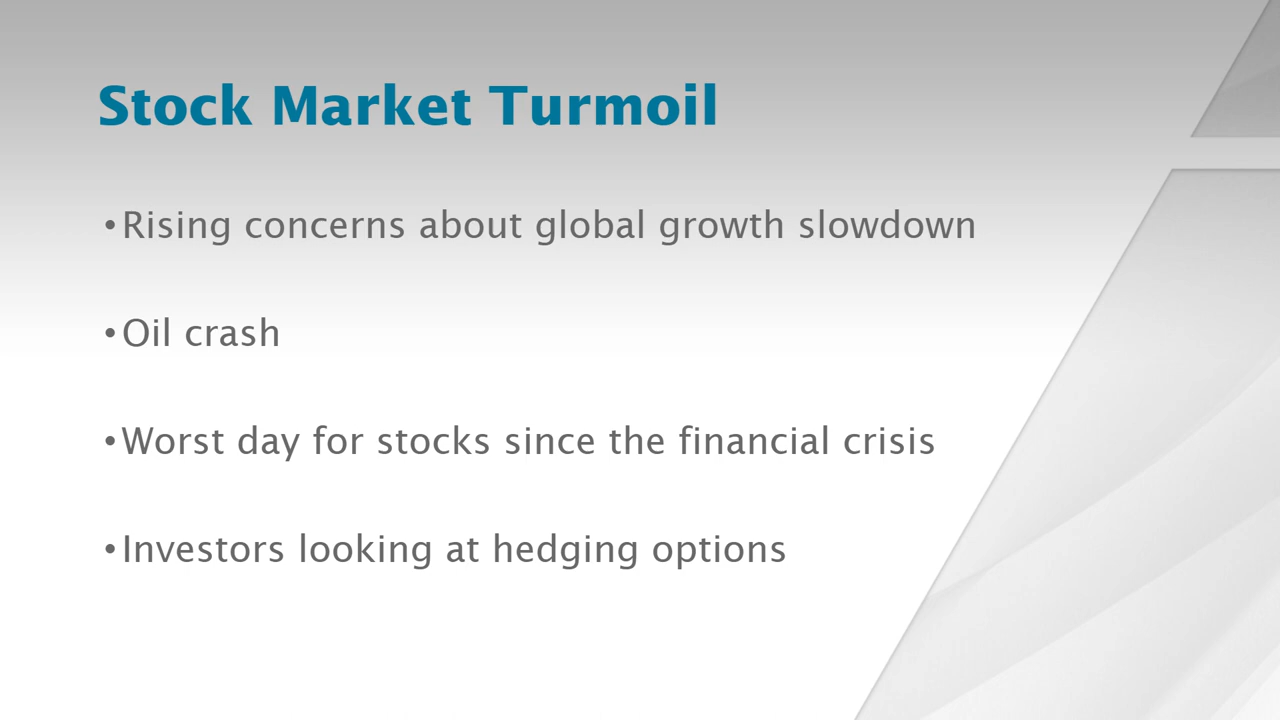 Stock Market Turmoil
•Rising concerns about global growth slowdown
•Oil crash
•Worst day for stocks since the financial crisis
•Investors looking at hedging options